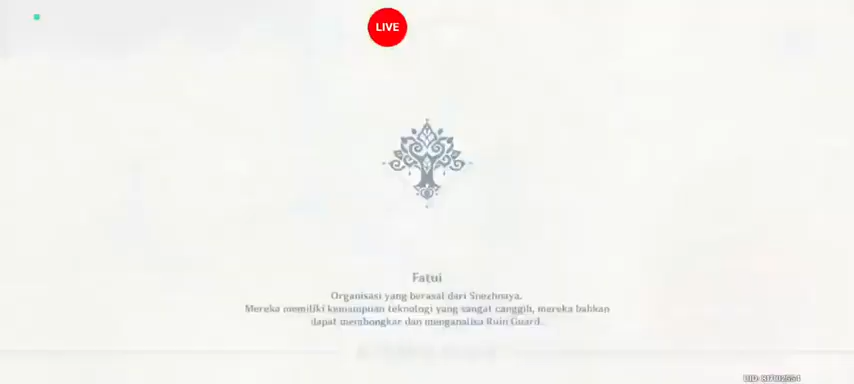 LIVE
Fatui
Organisasi yang berasal dari Snezhnaya.
Mereka memiliki kemampuan teknologi yang sangat canggih, mereka bahkan
dapat membongkar dan menganalisa Ruin Guard.